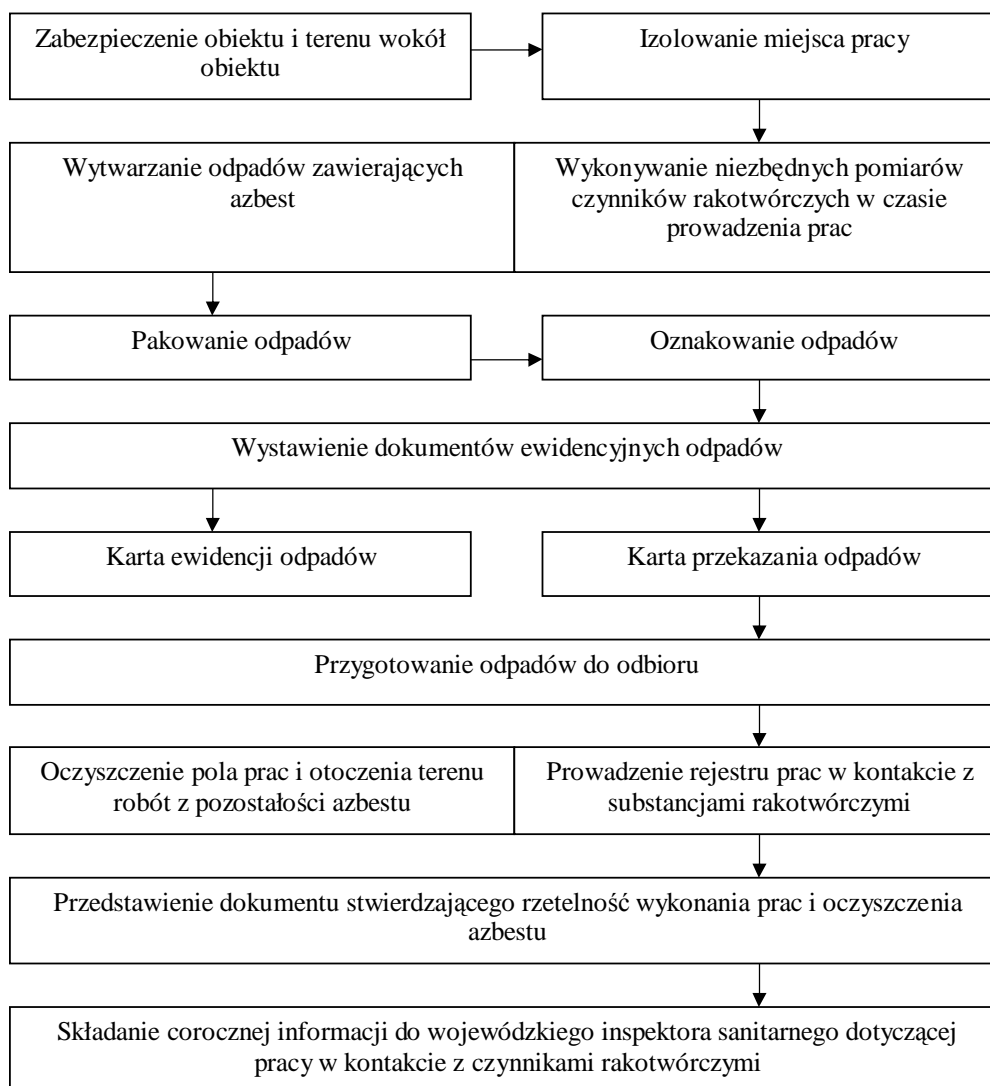 Zabezpieczenie obiektu i terenu wokół
obiektu
Izolowanie miejsca pracy
Wytwarzanie odpadów zawierających
azbest
Wykonywanie niezbędnych pomiarów
czynników rakotwórczych w czasie
prowadzenia prac
Pakowanie odpadów
Oznakowanie odpadów
Wystawienie dokumentów ewidencyjnych odpadów
Karta ewidencji odpadów
Karta przekazania odpadów
Przygotowanie odpadów do odbioru
Oczyszczenie pola prac i otoczenia terenu
robót z pozostałości azbestu
Prowadzenie rejestru prac w kontakcie z
substancjami rakotwórczymi
Przedstawienie dokumentu stwierdzającego rzetelność wykonania prac i oczyszczenia
azbestu
Składanie corocznej informacji do wojewódzkiego inspektora sanitarnego dotyczącej
pracy w kontakcie z czynnikami rakotwórczymi